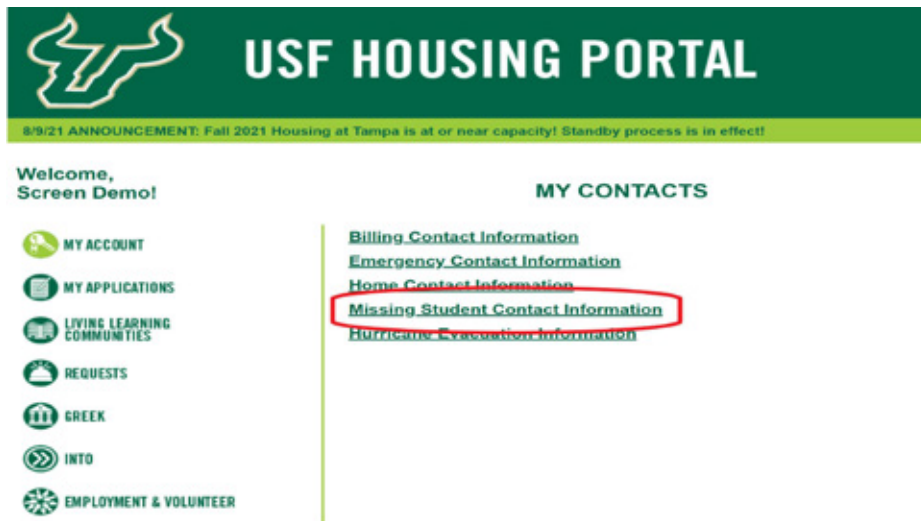 USF HOUSING PORTAL
8/9/21 ANNOUNCEMENT: Fall 2021 Housing at Tampa is at or near capacity! Standby process is in effect!
Welcome,
Screen Demo!
MY ACCOUNT
MY APPLICATIONS
LIVING LEARNING
COMMUNITIES
REQUESTS
GREEK
INTO
EMPLOYMENT & VOLUNTEER
MY CONTACTS
Billing Contact Information
Emergency Contact Information
Home Contact Information
Missing Student Contact Information
Hurricane Evacuation Information